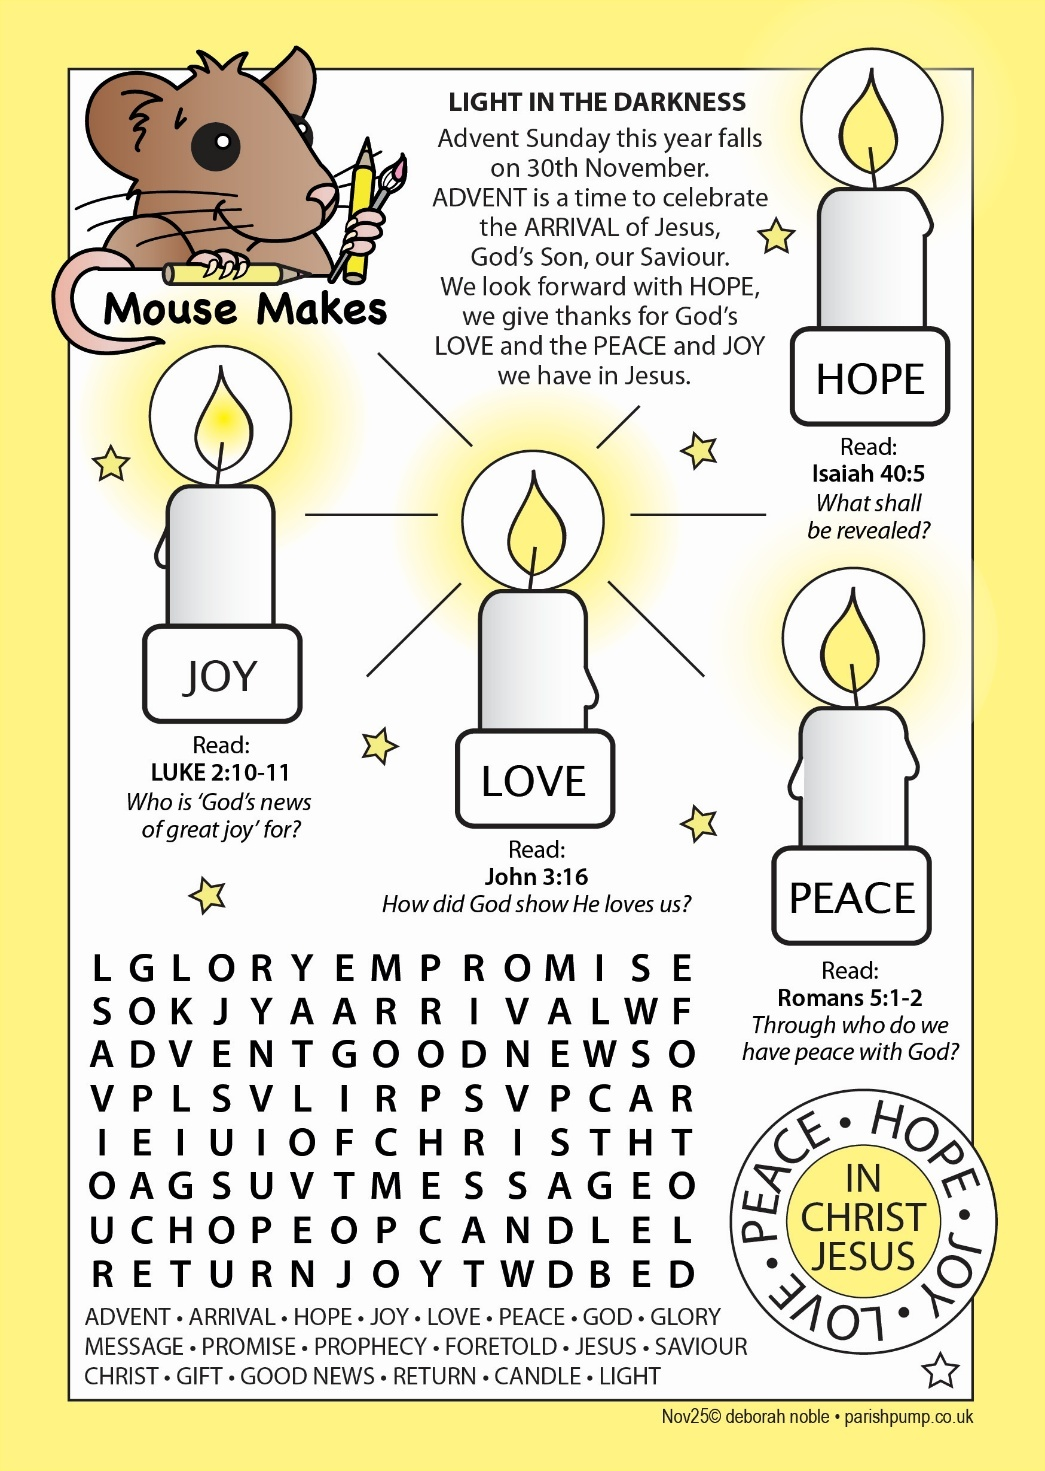 Mouse Makes
LIGHT IN THE DARKNESS
Advent Sunday this year falls
on 30th November.
ADVENT is a time to celebrate
the ARRIVAL of Jesus,
God's Son, our Saviour.
We look forward with HOPE,
we give thanks for God's
LOVE and the PEACE and JOY
we have in Jesus.
HOPE
Read:
Isaiah 40:5
What shall
be revealed?
JOY
Read:
LUKE 2:10-11
Who is 'God's news
of great joy' for?
LOVE
Read:
John 3:16
How did God show He loves us?
PEACE
Read:
Romans 5:1-2
Through who do we
have peace with God?
L G L O R Y E M P R O M I S E
S O K J Y A A R R I V A L W F
A D V E N T G O O D N E W S O
V P L S V L I R P S V P C A R
I E I U I O F C H R I S T H T
O A G S U V T M E S S A G E O
U C H O P E O P C A N D L E L
R E T U R N J O Y T W D B E D
ADVENT • ARRIVAL • HOPE • JOY • LOVE • PEACE • GOD • GLORY
MESSAGE • PROMISE • PROPHECY • FORETOLD • JESUS • SAVIOUR
CHRIST • GIFT • GOOD NEWS • RETURN • CANDLE • LIGHT
PEACE • HOPE • JOY • LOVE •
IN
CHRIST
JESUS
Nov25© deborah noble • parishpump.co.uk